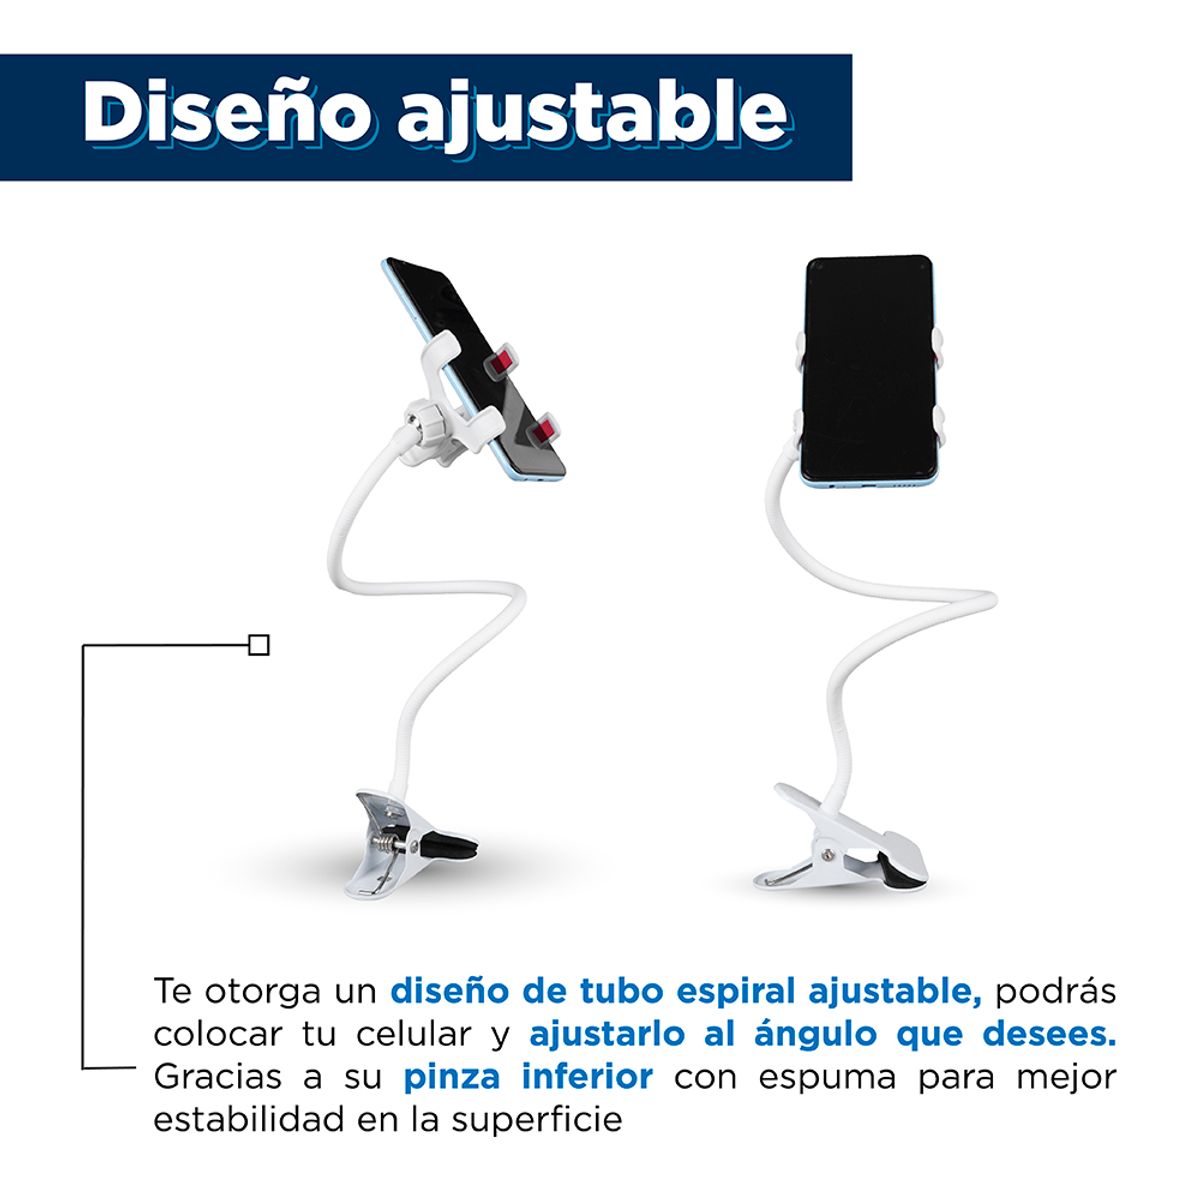 Diseño ajustable
Te otorga un diseño de tubo espiral ajustable, podrás
colocar tu celular y ajustarlo al ángulo que desees.
Gracias a su pinza inferior con espuma para mejor
estabilidad en la superficie